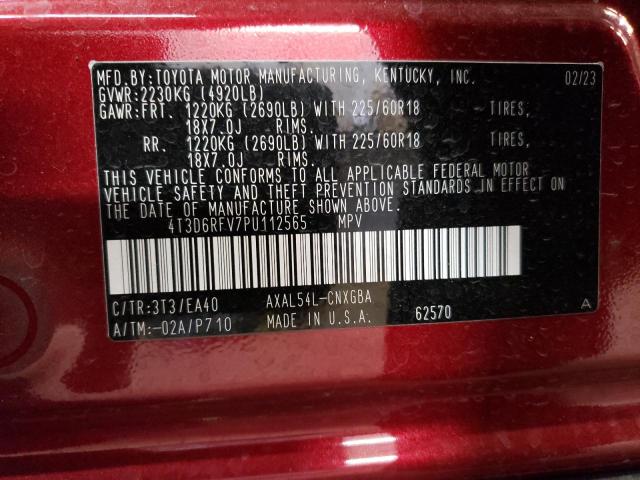 MFD.BY:TOYOTA MOTOR MANUFACTURING, KENTUCKY, INC. 02/23
GVWR:2230KG (4920LB)
GAWR:FRT. 1220KG (2690LB) WITH 225/60R18 TIRES,
18X7.0J RIMS.
RR. 1220KG (2690LB) WITH 225/60R18 TIRES,
18X7.0J RIMS.
THIS VEHICLE CONFORMS TO ALL APPLICABLE FEDERAL MOTOR
VEHICLE SAFETY AND THEFT PREVENTION STANDARDS IN EFFECT ON
THE DATE OF MANUFACTURE SHOWN ABOVE.
4T3D6RFV7PU112565 MPV
C/TR:3T3/EA40 AXAL54L-CNXGBA
A/TM:-02A/P710 MADE IN U.S.A. 62570 A